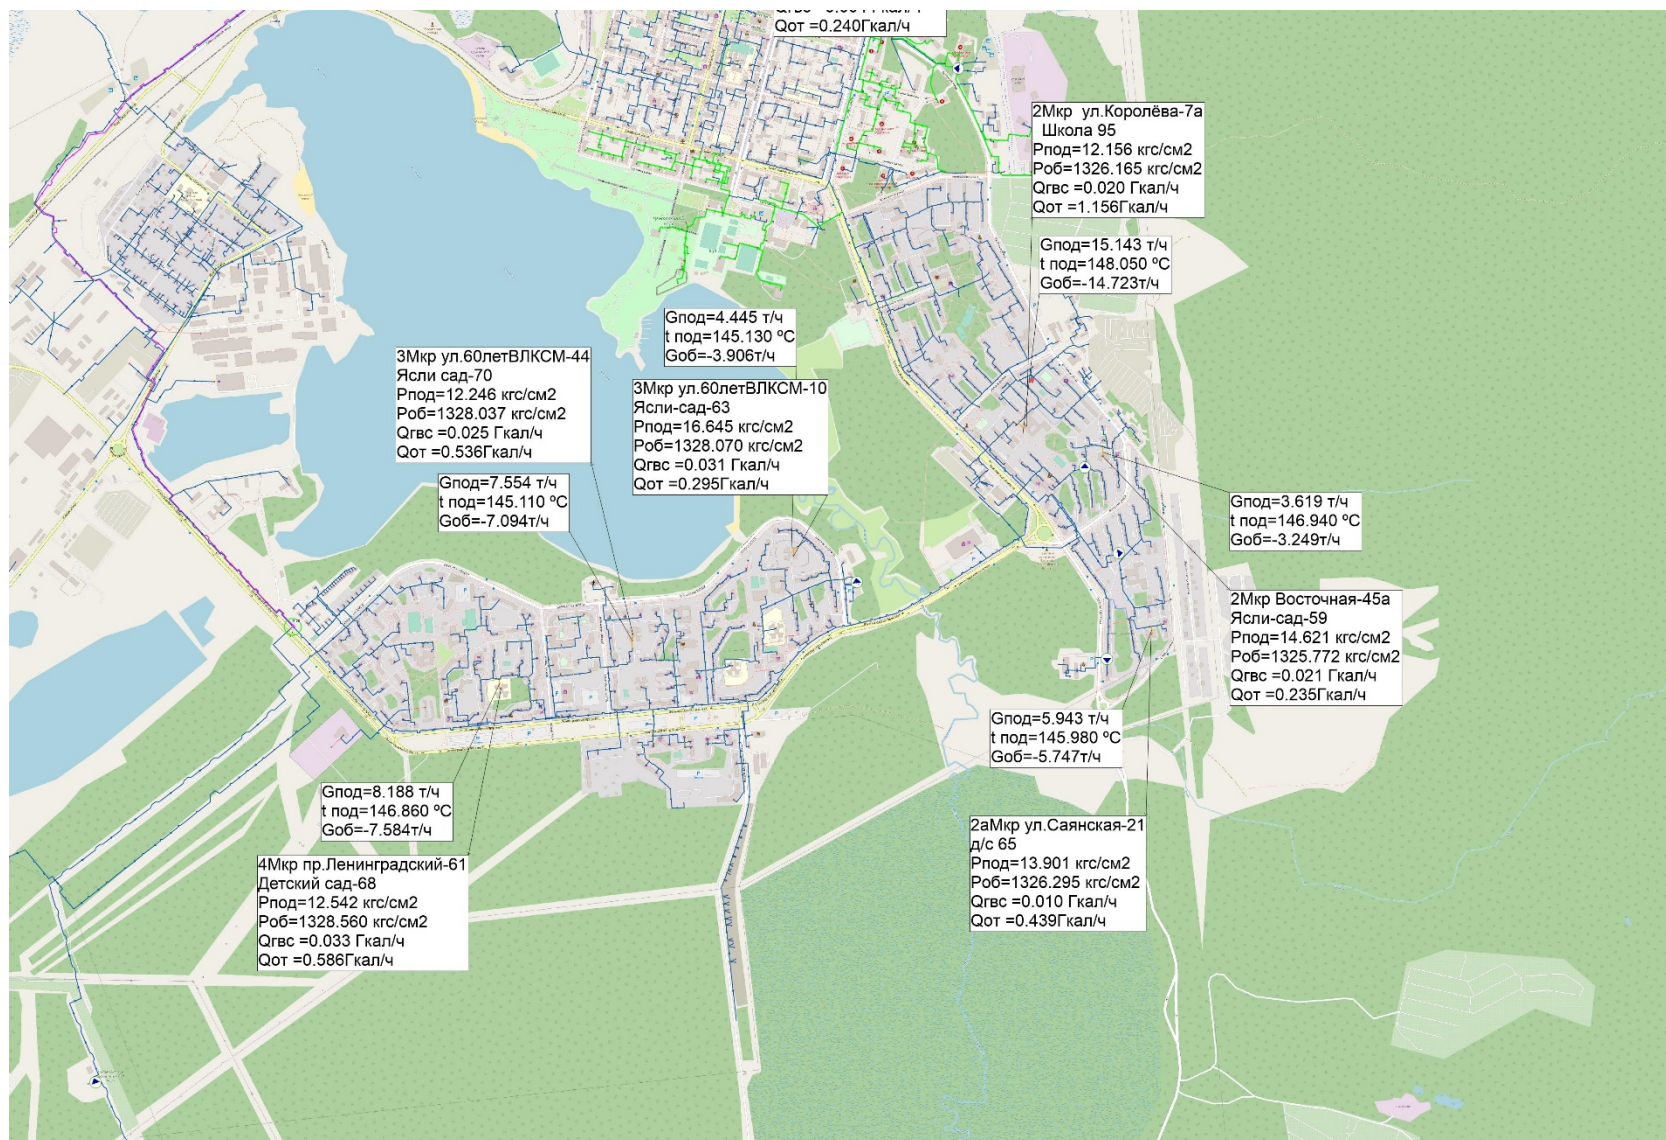 Qот =0.240Гкал/ч
2Мкр ул.Королёва-7а
Школа 95
Рпод=12.156 кгс/см2
Роб=1326.165 кгс/см2
Qгвс =0.020 Гкал/ч
Qот =1.156Гкал/ч
Gпод=15.143 т/ч
t под=148.050 ºС
Gоб=-14.723т/ч
Gпод=4.445 т/ч
t под=145.130 ºС
Gоб=-3.906т/ч
3Мкр ул.60летВЛКСМ-44
Ясли сад-70
Рпод=12.246 кгс/см2
Роб=1328.037 кгс/см2
Qгвс =0.025 Гкал/ч
Qот =0.536Гкал/ч
3Мкр ул.60летВЛКСМ-10
Ясли-сад-63
Рпод=16.645 кгс/см2
Роб=1328.070 кгс/см2
Qгвс =0.031 Гкал/ч
Qот =0.295Гкал/ч
Gпод=7.554 т/ч
t под=145.110 ºС
Gоб=-7.094т/ч
Gпод=3.619 т/ч
t под=146.940 ºС
Gоб=-3.249т/ч
2Мкр Восточная-45а
Ясли-сад-59
Рпод=14.621 кгс/см2
Роб=1325.772 кгс/см2
Qгвс =0.021 Гкал/ч
Qот =0.235Гкал/ч
Gпод=5.943 т/ч
t под=145.980 ºС
Gоб=-5.747т/ч
Gпод=8.188 т/ч
t под=146.860 ºС
Gоб=-7.584т/ч
2аМкр ул.Саянская-21
д/с 65
Рпод=13.901 кгс/см2
Роб=1326.295 кгс/см2
Qгвс =0.010 Гкал/ч
Qот =0.439Гкал/ч
4Мкр пр.Ленинградский-61
Детский сад-68
Рпод=12.542 кгс/см2
Роб=1328.560 кгс/см2
Qгвс =0.033 Гкал/ч
Qот =0.586Гкал/ч